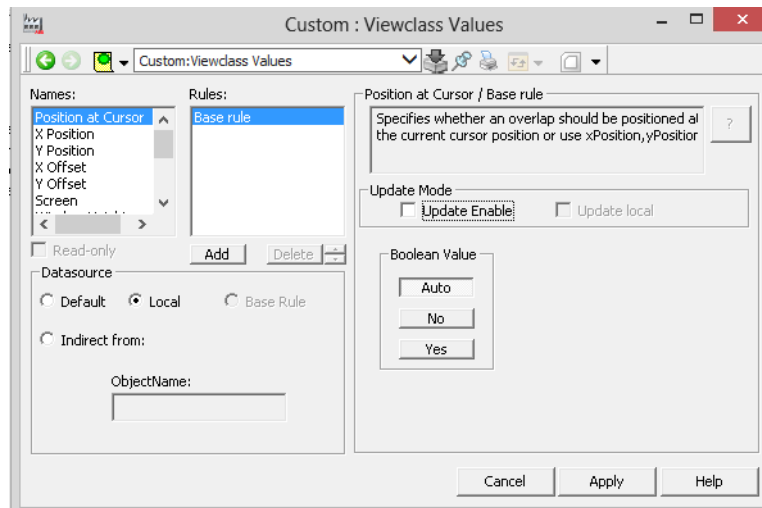 Custom : Viewclass Values
Custom:Viewclass Values
Names:
Position at Cursor
X Position
Y Position
X Offset
Y Offset
Screen
Read-only
Rules:
Base rule
Add
Delete
Datasource
Default
Local
Base Rule
Indirect from:
ObjectName:
Position at Cursor / Base rule
Specifies whether an overlap should be positioned at
the current cursor position or use xPosition,yPosition
?
Update Mode
Update Enable
Update local
Boolean Value
Auto
No
Yes
Cancel
Apply
Help